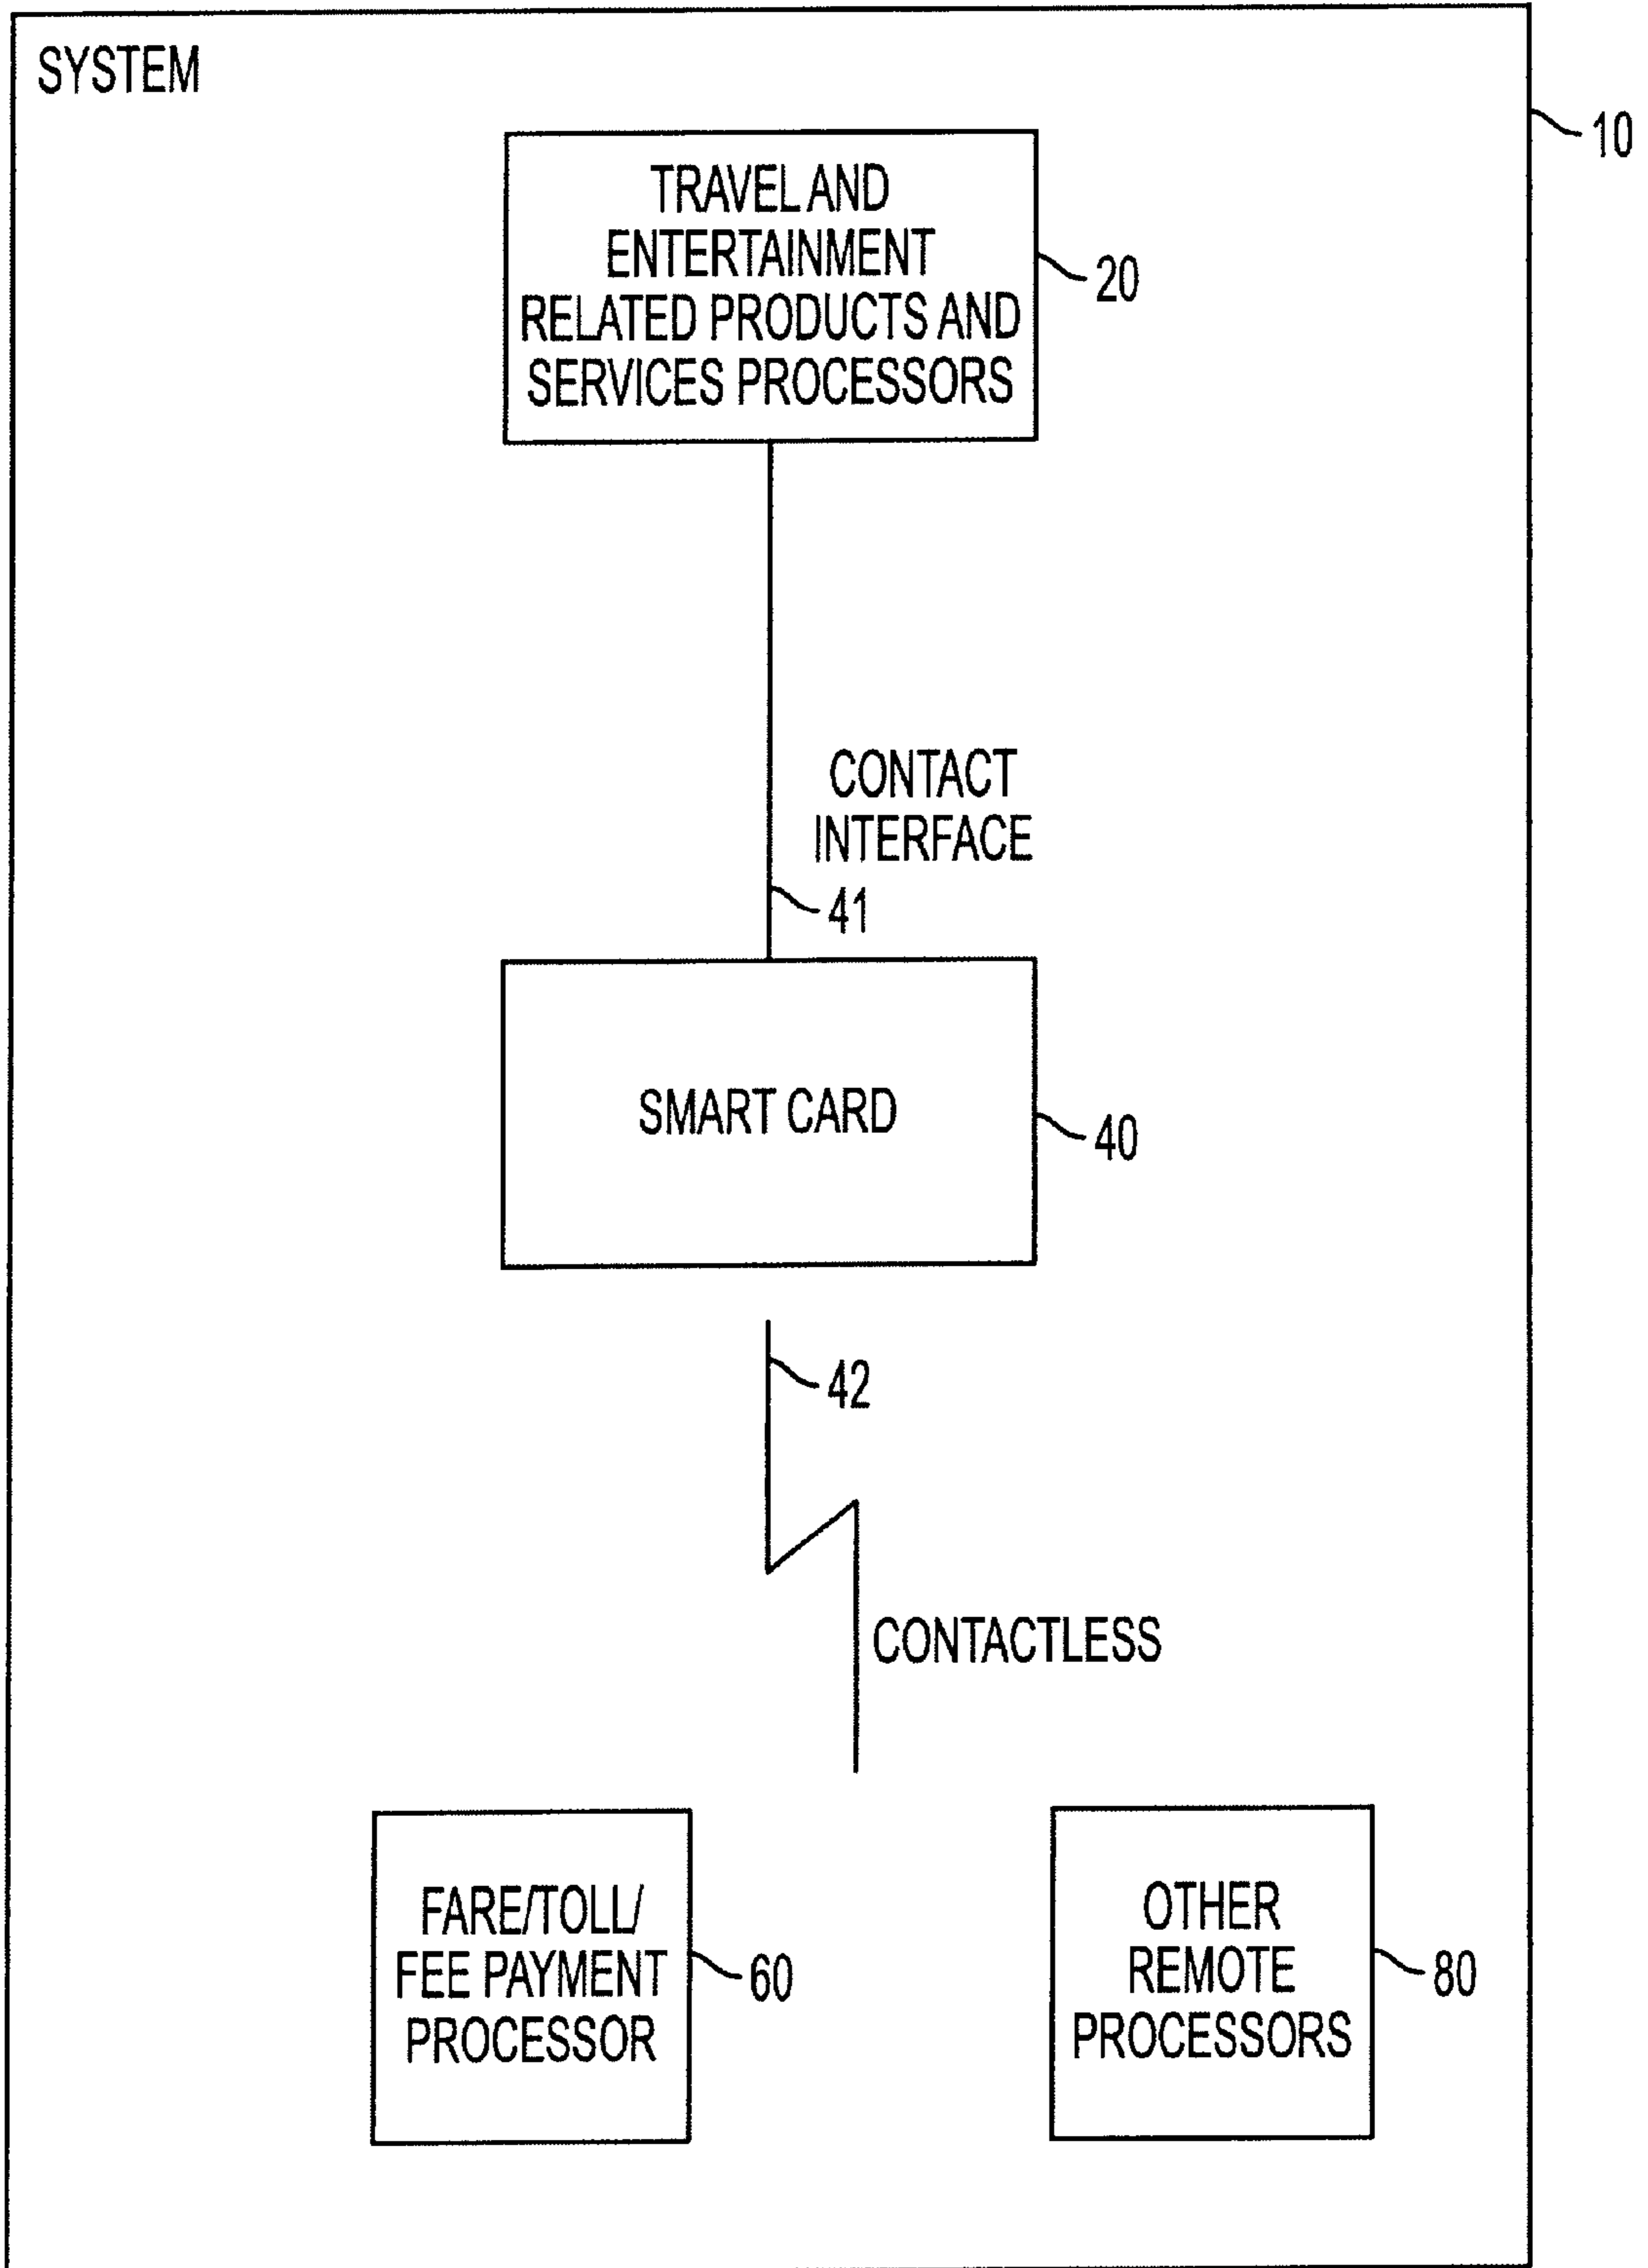 SYSTEM
10
TRAVEL AND
ENTERTAINMENT
RELATED PRODUCTS AND
SERVICES PROCESSORS
20
CONTACT
INTERFACE
41
SMART CARD
40
42
CONTACTLESS
FARE/TOLL/
FEE PAYMENT
PROCESSOR
60
OTHER
REMOTE
PROCESSORS
80